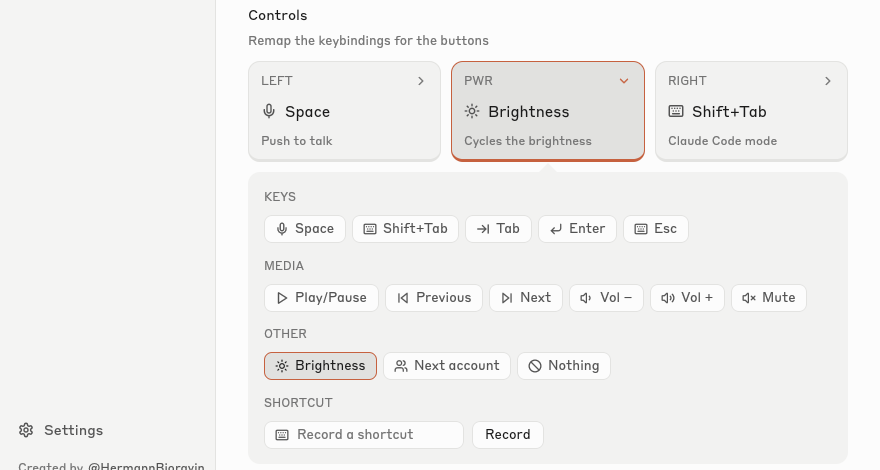 Controls
Remap the keybindings for the buttons
LEFT
Space
Push to talk
PWR
Brightness
Cycles the brightness
RIGHT
Shift+Tab
Claude Code mode
KEYS
Space Shift+Tab Tab Enter Esc
MEDIA
Play/Pause Previous Next Vol − Vol + Mute
OTHER
Brightness Next account Nothing
SHORTCUT
Record a shortcut Record
Settings
Created by